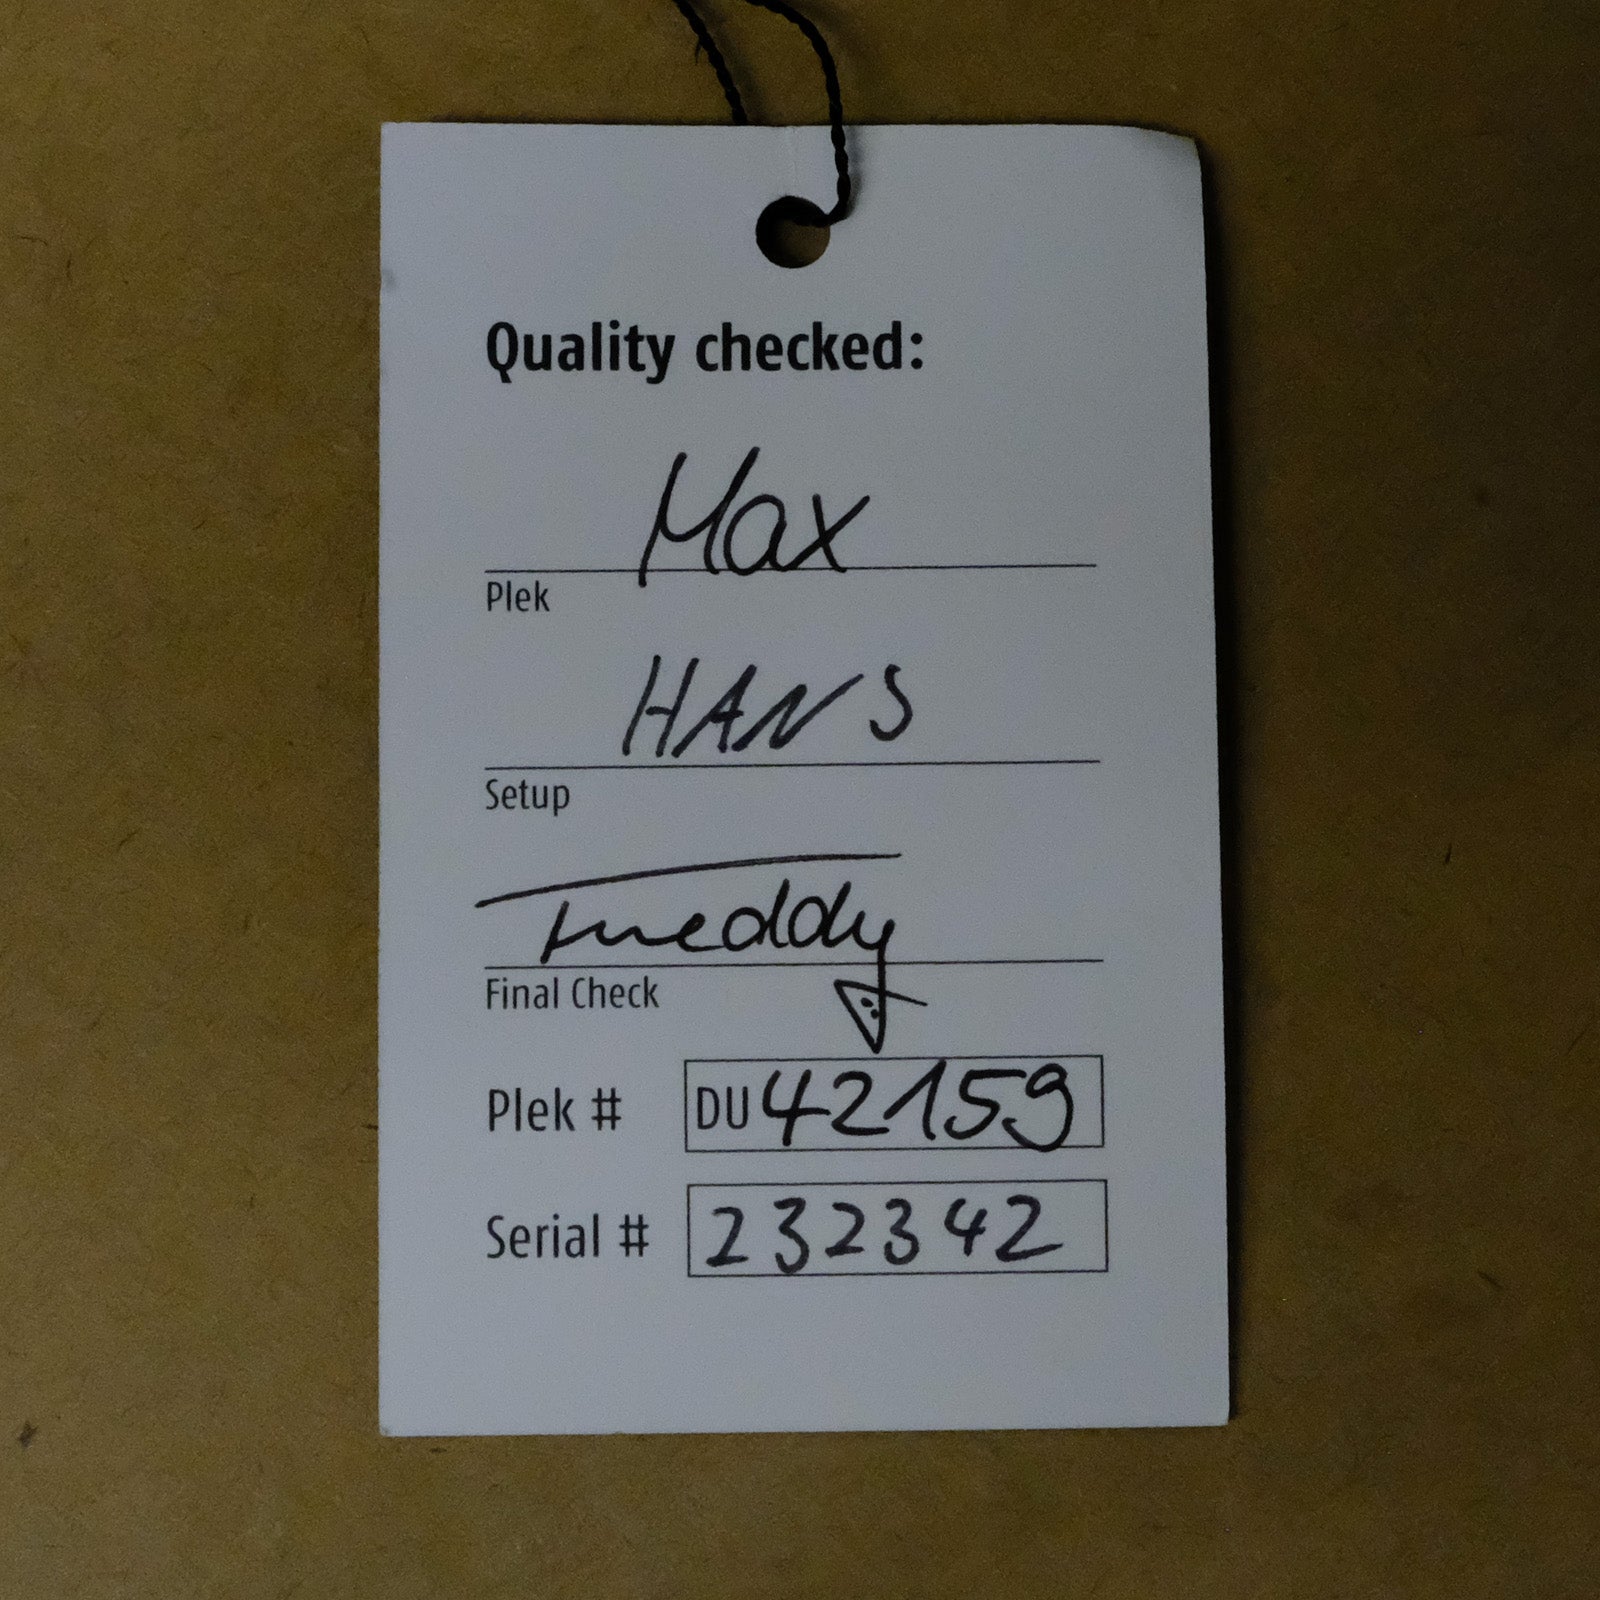 Quality checked:
Max
Plek
HANS
Setup
Freddy
Final Check
Plek # DU42159
Serial # 232342